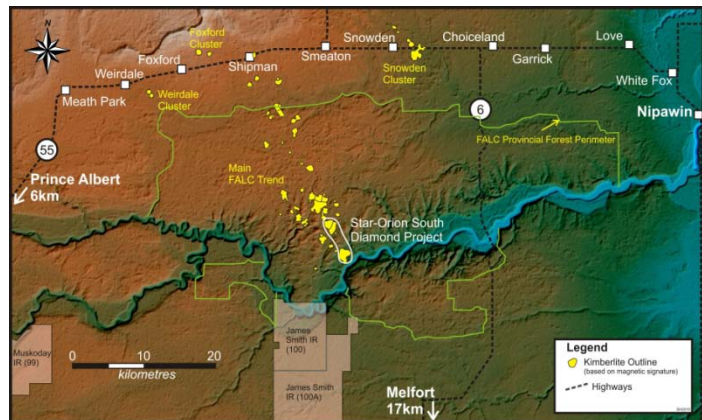 N
Foxford
Cluster
Foxford
Weirdale
Meath Park
Shipman
Smeaton
Snowden
Choiceland
Garrick
Love
White Fox
Nipawin
Snowden
Cluster
Weirdale
Cluster
6
FALC Provincial Forest Perimeter
55
Prince Albert
6km
Main
FALC Trend
Star-Orion South
Diamond Project
James
Smith IR
(100)
Muskoday
IR (99)
0 10 20
kilometres
James Smith
IR (100A)
Melfort
17km
Legend
Kimberlite Outline
(based on magnetic signature)
Highways